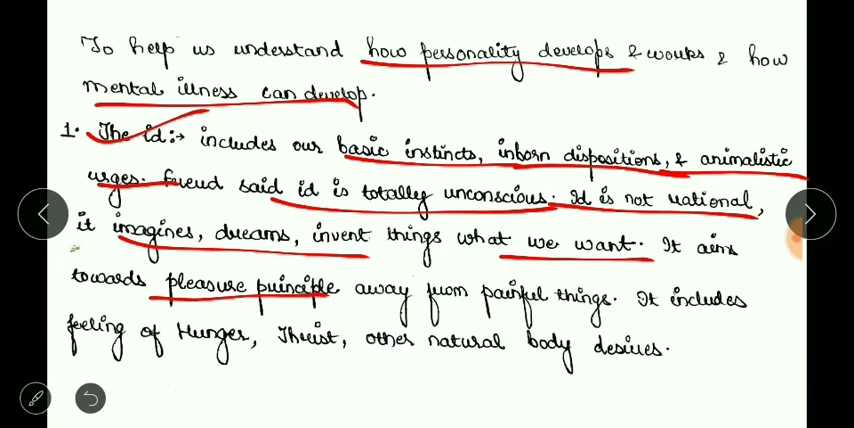 To help us understand how personality develops & works & how
mental illness can develop.
1. The id:→ includes our basic instincts, inborn dispositions, & animalistic
urges. Freud said id is totally unconscious. Id is not rational,
it imagines, dreams, invent things what we want. It aims
towards pleasure principle away from painful things. It includes
feeling of Hunger, Thrist, other natural body desires.